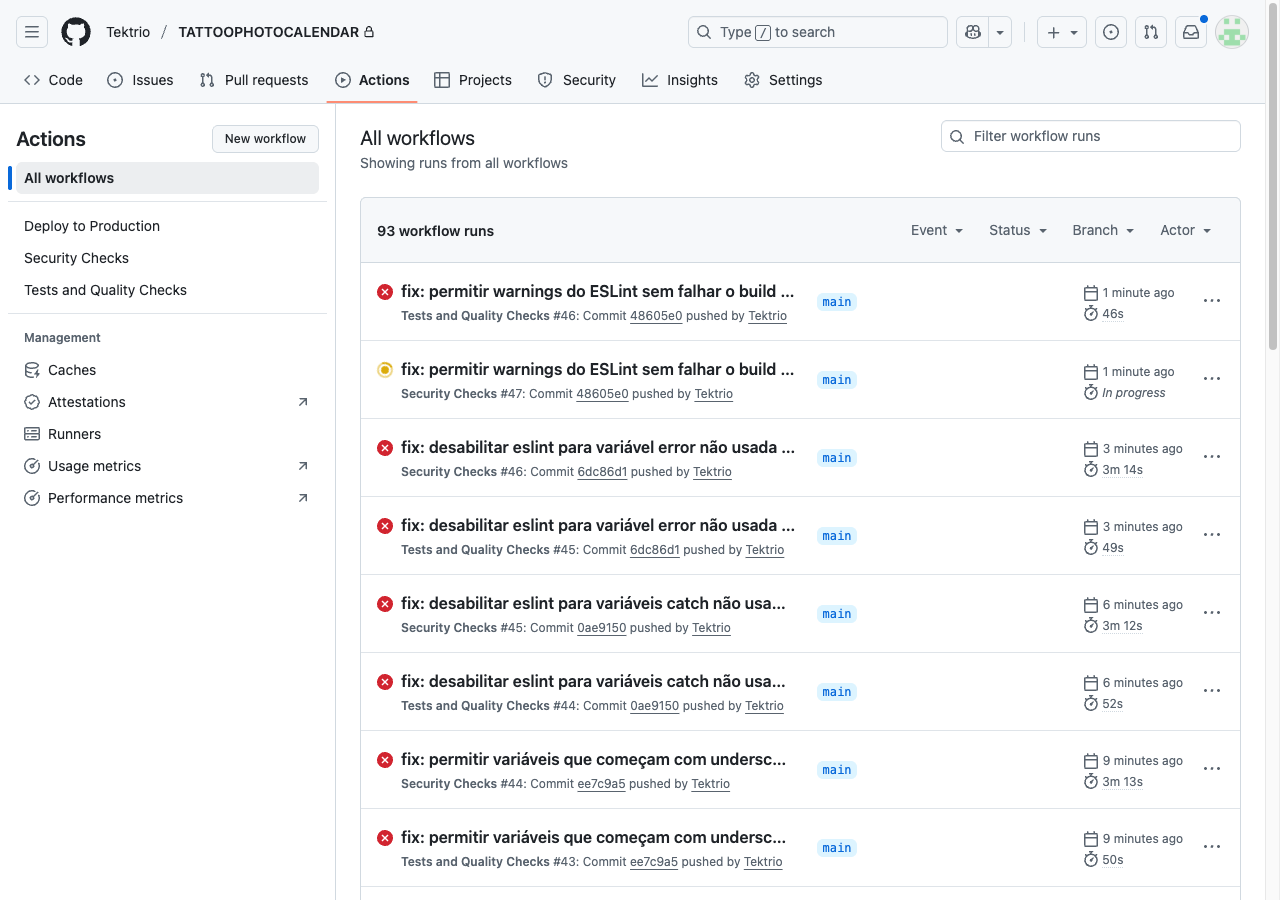 Tektrio / TATTOOPHOTOCALENDAR
Type / to search
Code
Issues
Pull requests
Actions
Projects
Security
Insights
Settings
Actions
New workflow
All workflows
Deploy to Production
Security Checks
Tests and Quality Checks
Management
Caches
Attestations
Runners
Usage metrics
Performance metrics
All workflows
Showing runs from all workflows
Filter workflow runs
93 workflow runs
Event
Status
Branch
Actor
fix: permitir warnings do ESLint sem falhar o build ...
Tests and Quality Checks #46: Commit 48605e0 pushed by Tektrio
main
1 minute ago
46s
fix: permitir warnings do ESLint sem falhar o build ...
Security Checks #47: Commit 48605e0 pushed by Tektrio
main
1 minute ago
In progress
fix: desabilitar eslint para variável error não usada ...
Security Checks #46: Commit 6dc86d1 pushed by Tektrio
main
3 minutes ago
3m 14s
fix: desabilitar eslint para variável error não usada ...
Tests and Quality Checks #45: Commit 6dc86d1 pushed by Tektrio
main
3 minutes ago
49s
fix: desabilitar eslint para variáveis catch não usa...
Security Checks #45: Commit 0ae9150 pushed by Tektrio
main
6 minutes ago
3m 12s
fix: desabilitar eslint para variáveis catch não usa...
Tests and Quality Checks #44: Commit 0ae9150 pushed by Tektrio
main
6 minutes ago
52s
fix: permitir variáveis que começam com undersc...
Security Checks #44: Commit ee7c9a5 pushed by Tektrio
main
9 minutes ago
3m 13s
fix: permitir variáveis que começam com undersc...
Tests and Quality Checks #43: Commit ee7c9a5 pushed by Tektrio
main
9 minutes ago
50s